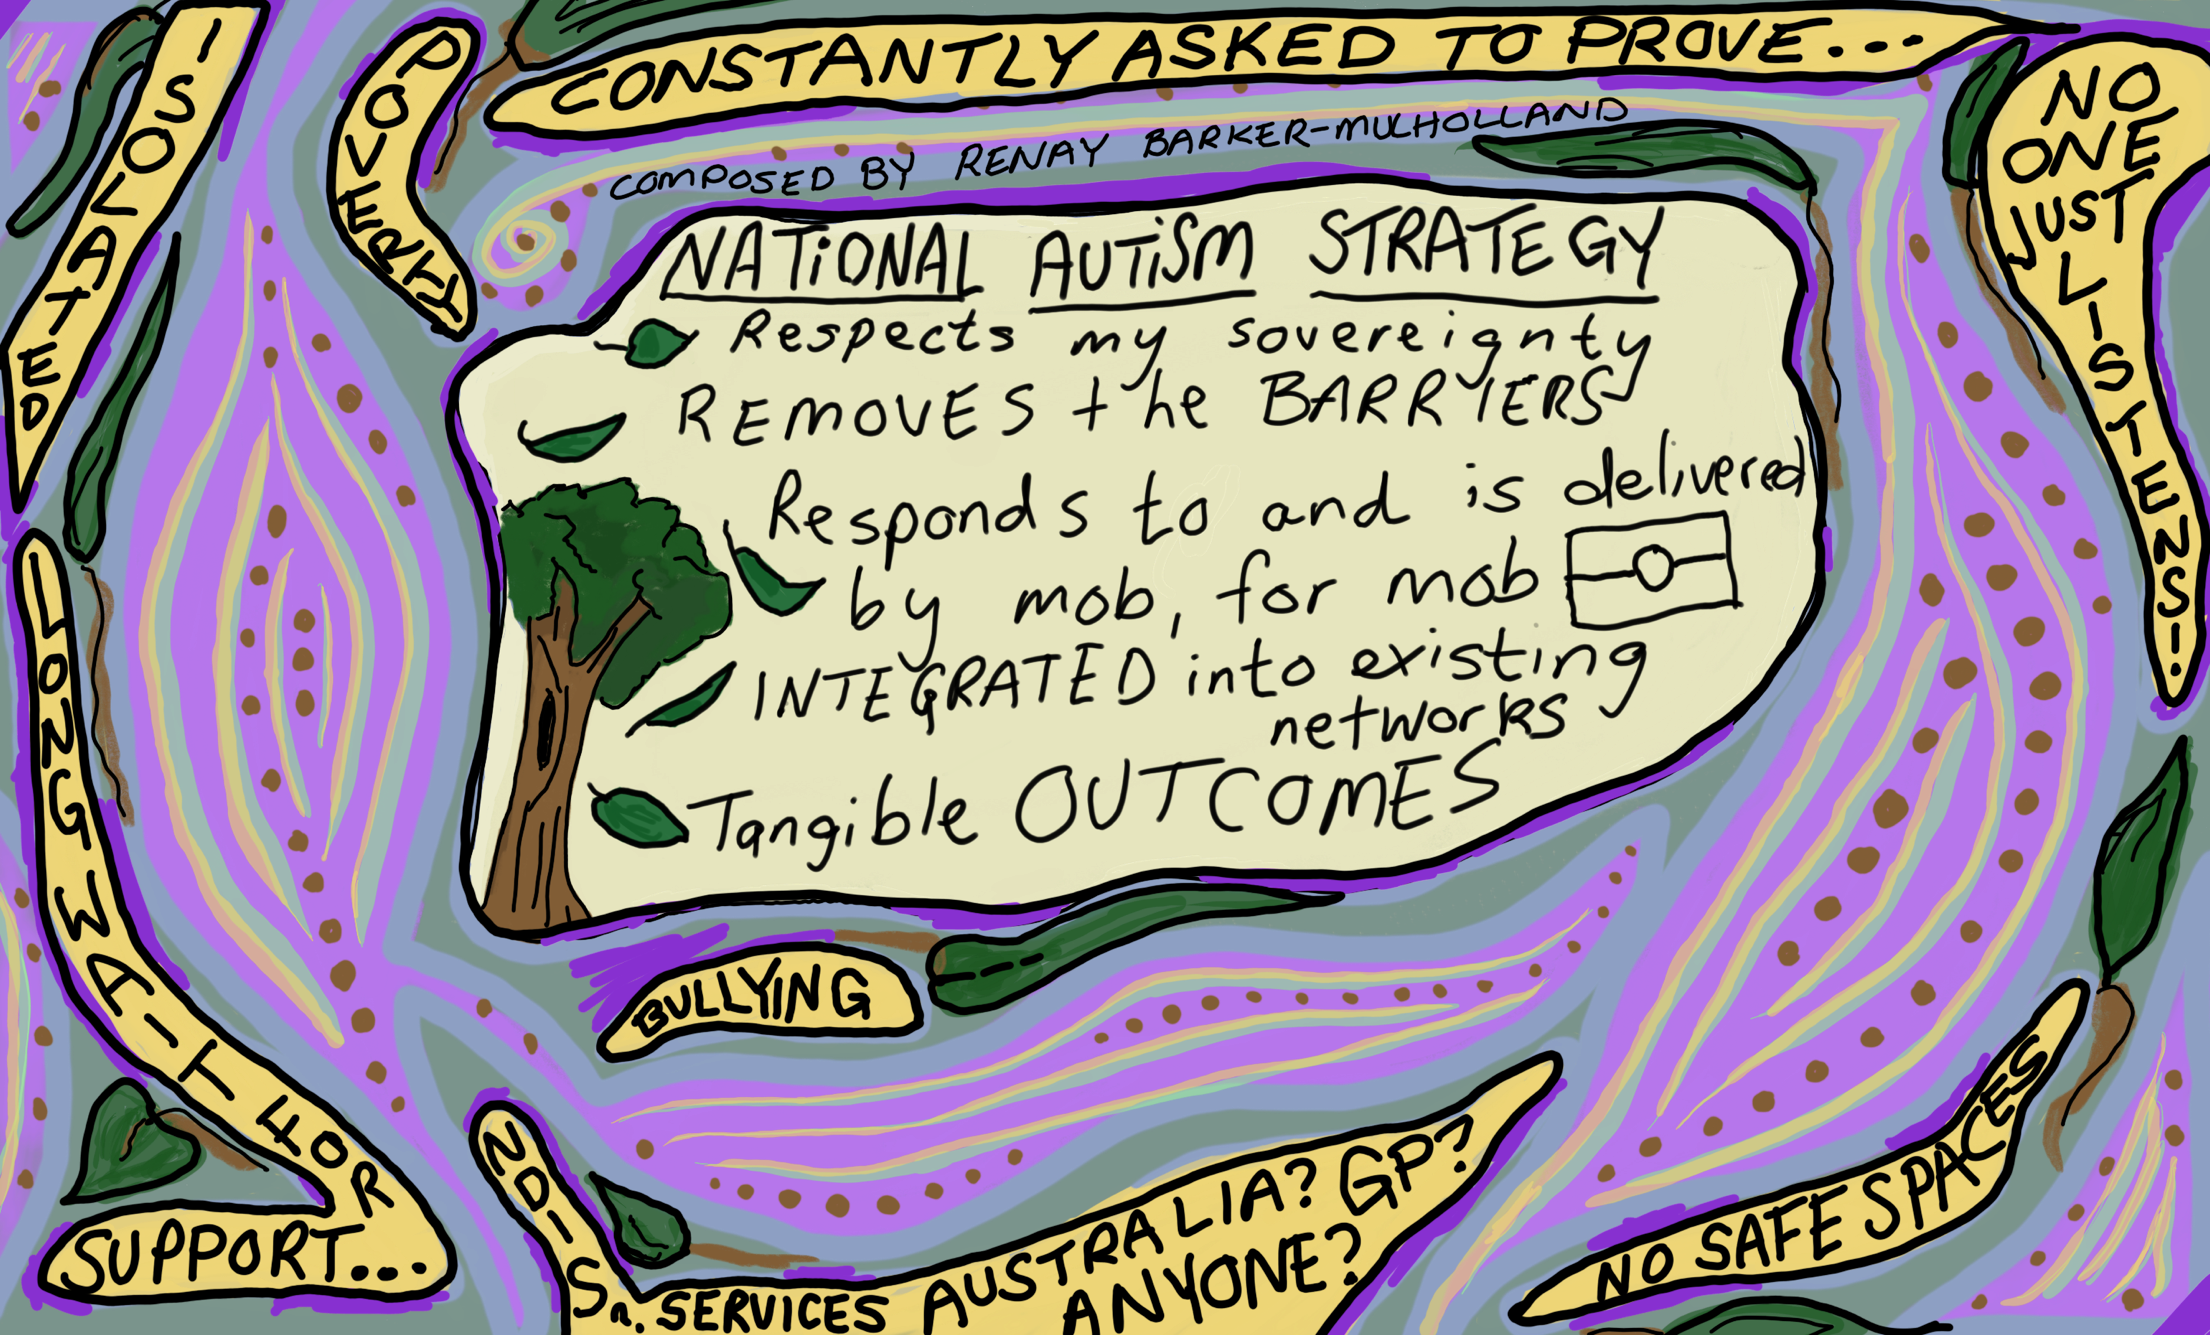 ISOLATED
POVERTY
CONSTANTLY ASKED TO PROVE...
COMPOSED BY RENAY BARKER-MULHOLLAND
NO
ONE
JUST
LISTENS!
NATIONAL AUTISM STRATEGY
Respects my sovereignty
REMOVES the BARRIERS
Responds to and is delivered
by mob, for mob
INTEGRATED into existing
networks
Tangible OUTCOMES
LONG WAIT 4OR
SUPPORT...
BULLYING
NDIS
SERVICES AUSTRALIA? GP?
ANYONE?
NO SAFE SPACES